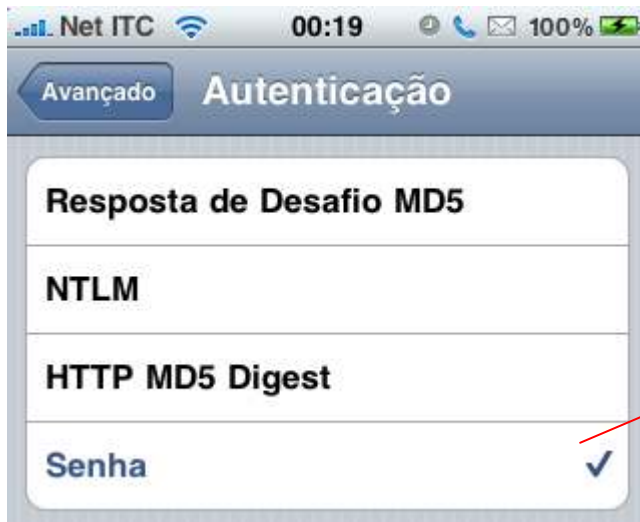 Net ITC 00:19 100%
Avançado Autenticação
Resposta de Desafio MD5
NTLM
HTTP MD5 Digest
Senha